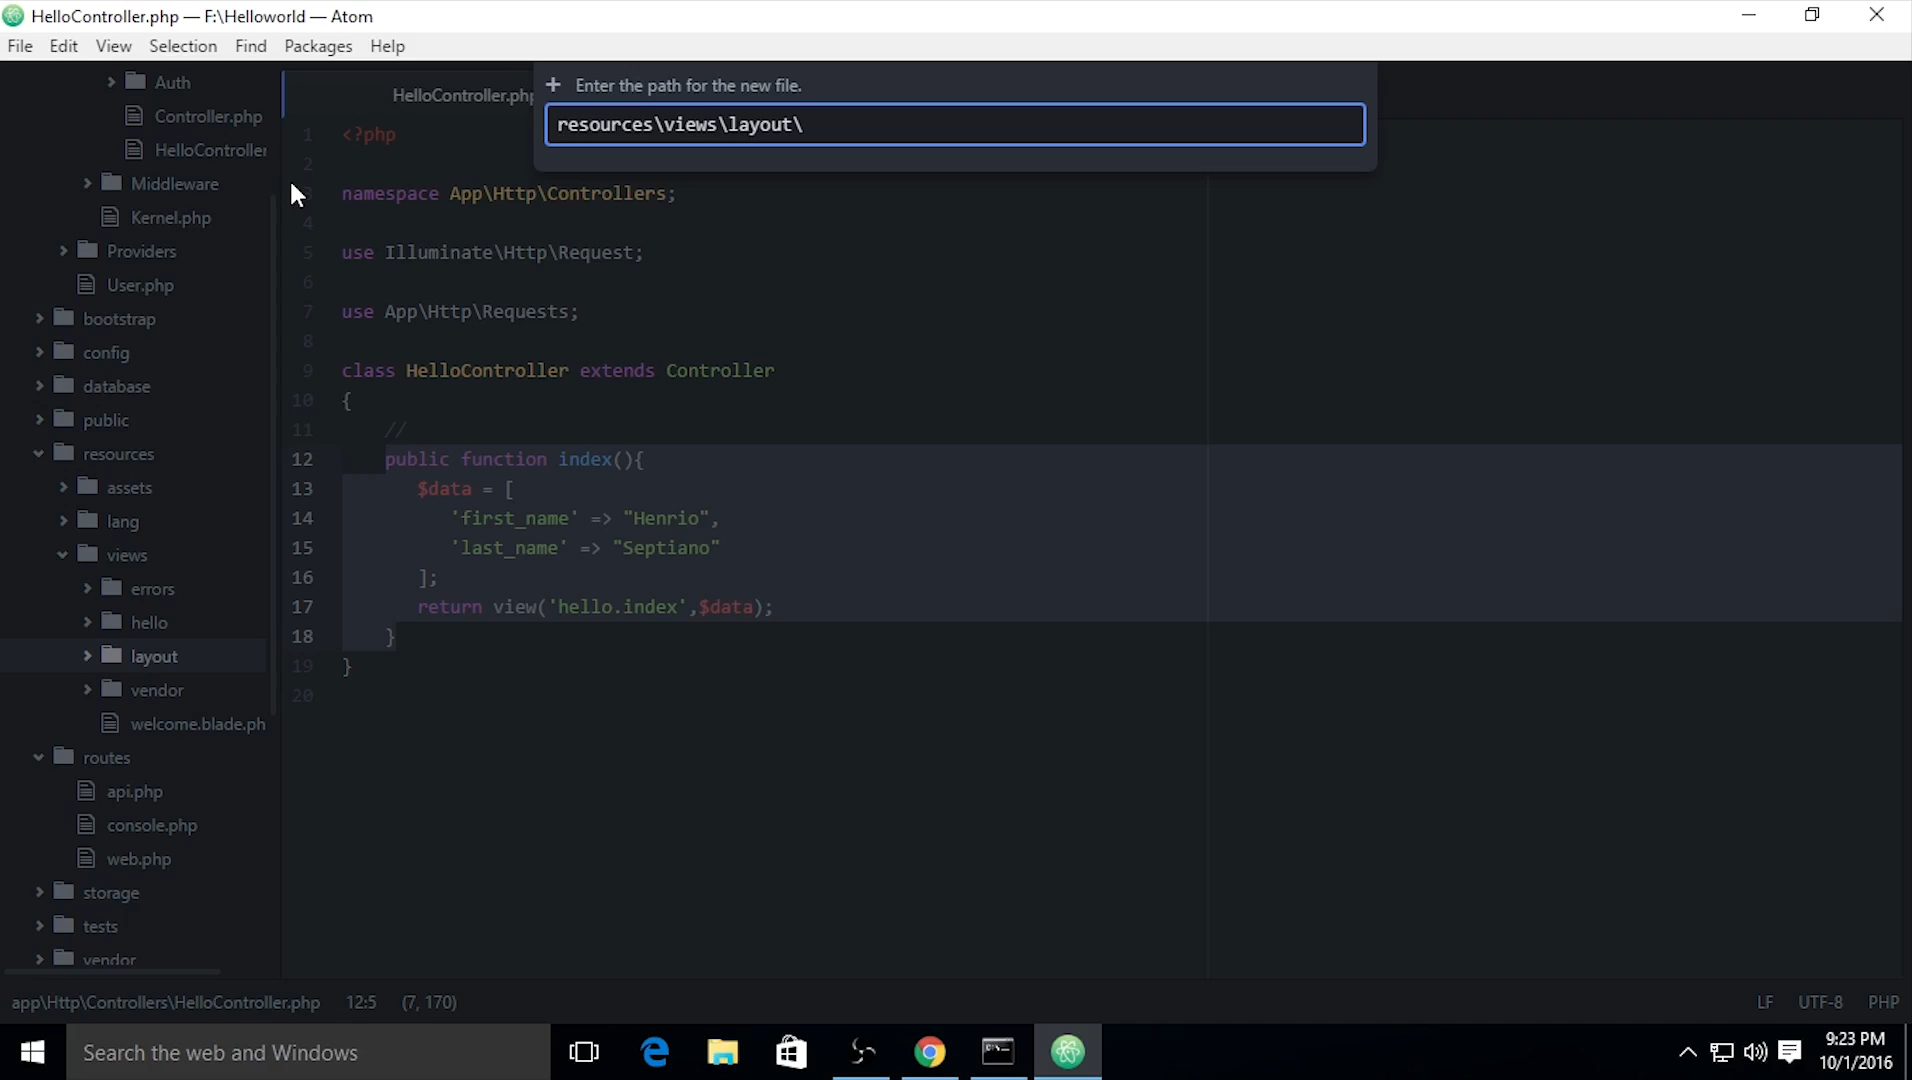 HelloController.php — F:\Helloworld — Atom
File Edit View Selection Find Packages Help
Auth
Controller.php
HelloController
Middleware
Kernel.php
Providers
User.php
bootstrap
config
database
public
resources
assets
lang
views
errors
hello
layout
vendor
welcome.blade.ph
routes
api.php
console.php
web.php
storage
tests
vendor
HelloController.php
Enter the path for the new file.
resources\views\layout\
1 <?php
2
3 namespace App\Http\Controllers;
4
5 use Illuminate\Http\Request;
6
7 use App\Http\Requests;
8
9 class HelloController extends Controller
10 {
11 //
12 public function index(){
13 $data = [
14 'first_name' => "Henrio",
15 'last_name' => "Septiano"
16 ];
17 return view('hello.index',$data);
18 }
19 }
20
app\Http\Controllers\HelloController.php 12:5 (7, 170) LF UTF-8 PHP
Search the web and Windows
9:23 PM
10/1/2016